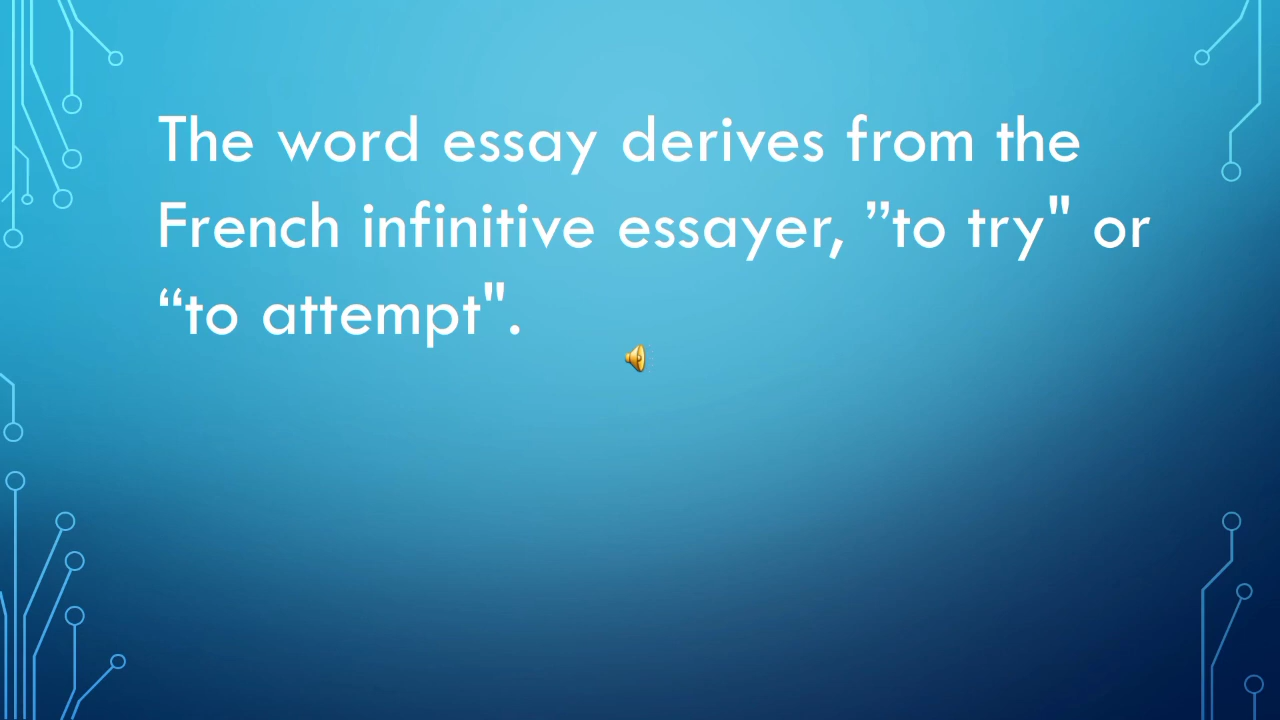 The word essay derives from the
French infinitive essayer, ”to try" or
“to attempt".